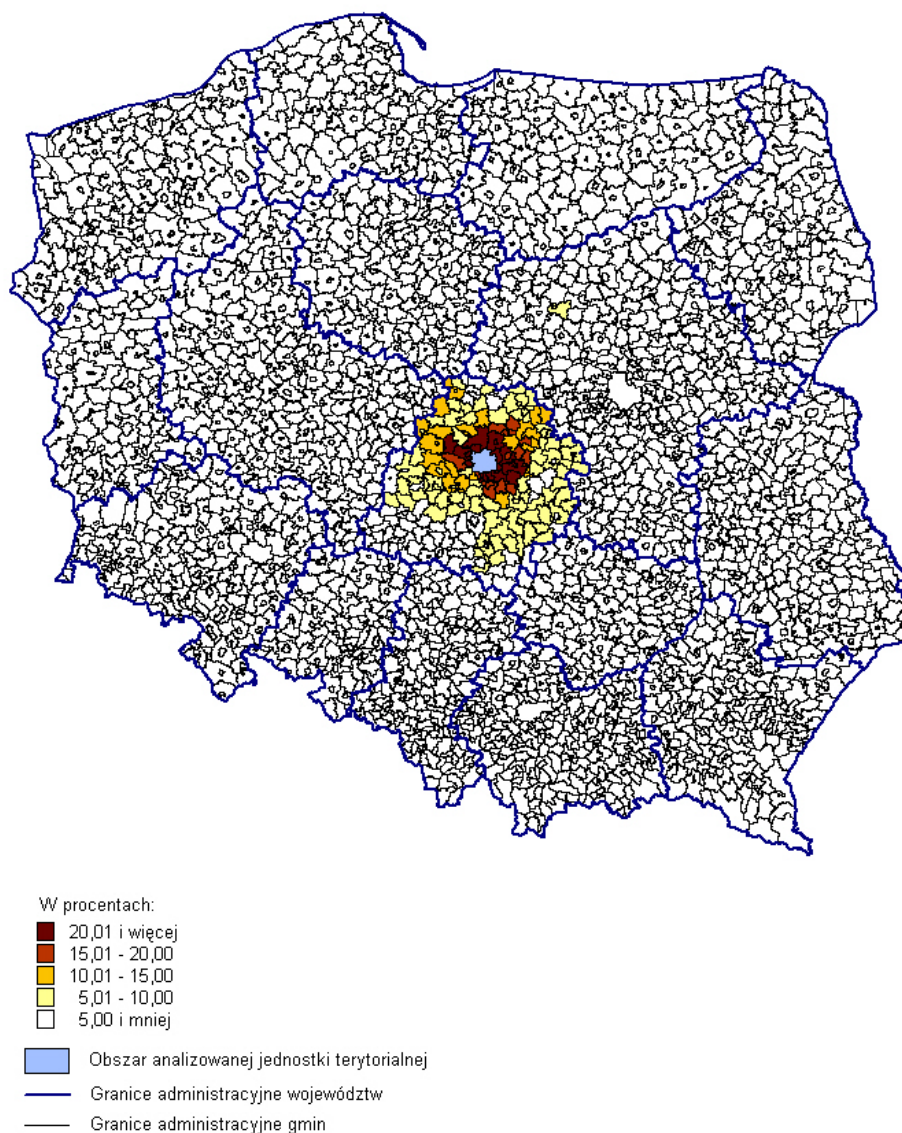 W procentach:
20,01 i więcej
15,01 - 20,00
10,01 - 15,00
5,01 - 10,00
5,00 i mniej
Obszar analizowanej jednostki terytorialnej
Granice administracyjne województw
Granice administracyjne gmin